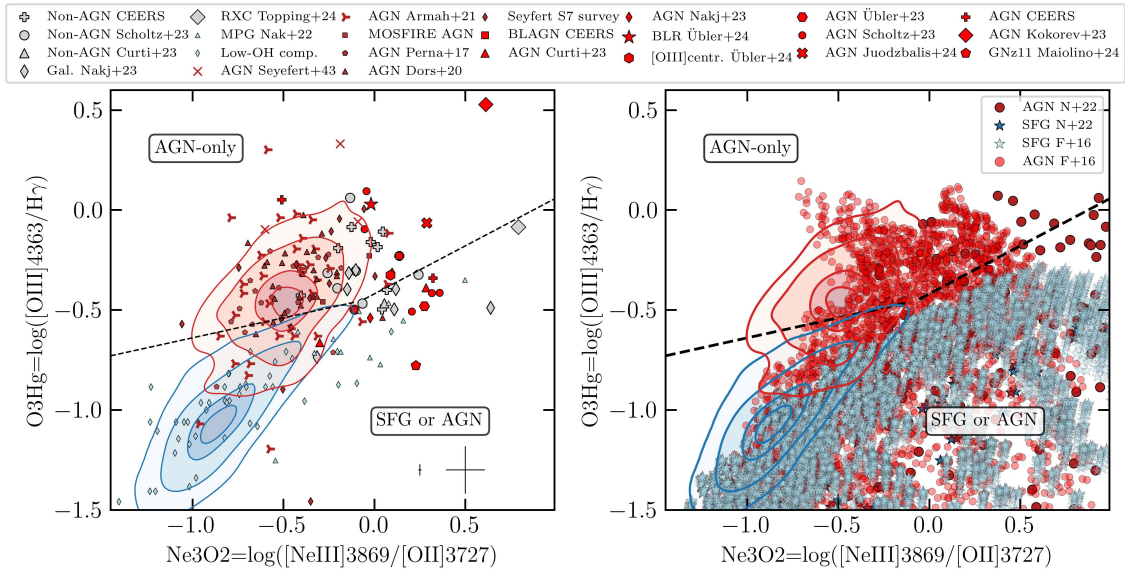 Non-AGN CEERS
Non-AGN Scholtz+23
Non-AGN Curti+23
Gal. Nakj+23
RXC Topping+24
MPG Nak+22
Low-OH comp.
AGN Seyefert+43
AGN Armah+21
MOSFIRE AGN
AGN Perna+17
AGN Dors+20
Seyfert S7 survey
BLAGN CEERS
AGN Curti+23
AGN Nakj+23
BLR Übler+24
[OIII]centr. Übler+24
AGN Übler+23
AGN Scholtz+23
AGN Juodzbalis+24
AGN CEERS
AGN Kokorev+23
GNz11 Maiolino+24
O3Hg=log([OIII]4363/Hγ)
0.5
0.0
−0.5
−1.0
−1.5
AGN-only
SFG or AGN
−1.0
−0.5
0.0
0.5
Ne3O2=log([NeIII]3869/[OII]3727)
O3Hg=log([OIII]4363/Hγ)
0.5
0.0
−0.5
−1.0
−1.5
AGN-only
AGN N+22
SFG N+22
SFG F+16
AGN F+16
SFG or AGN
−1.0
−0.5
0.0
0.5
Ne3O2=log([NeIII]3869/[OII]3727)